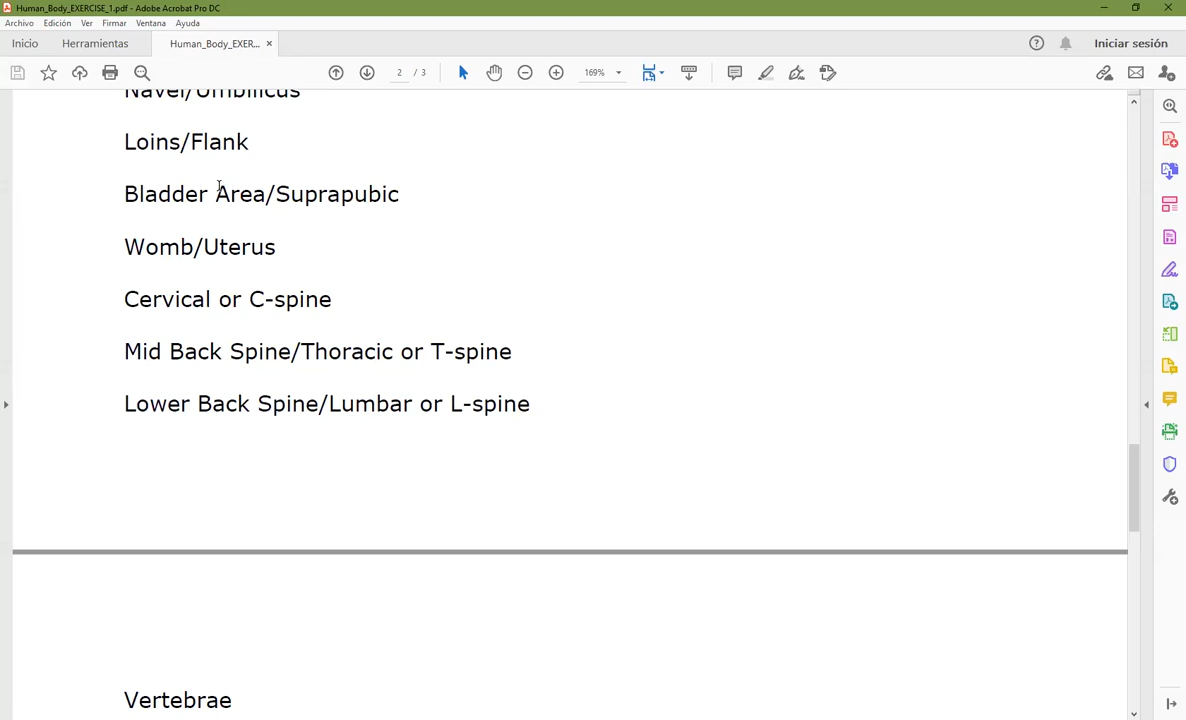 Human_Body_EXERCISE_1.pdf - Adobe Acrobat Pro DC
Archivo Edición Ver Firmar Ventana Ayuda
Inicio Herramientas Human_Body_EXER... × Iniciar sesión
2 / 3 169%
Navel/Umbilicus
Loins/Flank
Bladder Area/Suprapubic
Womb/Uterus
Cervical or C-spine
Mid Back Spine/Thoracic or T-spine
Lower Back Spine/Lumbar or L-spine
Vertebrae